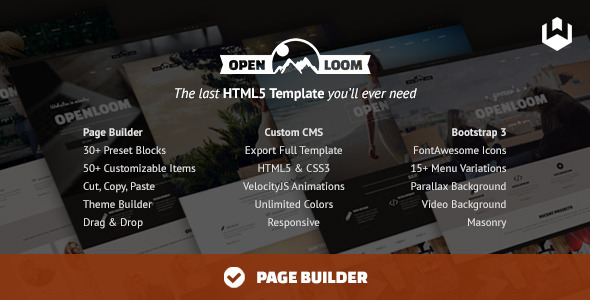 OPEN LOOM
The last HTML5 Template you'll ever need
Page Builder
30+ Preset Blocks
50+ Customizable Items
Cut, Copy, Paste
Theme Builder
Drag & Drop
Custom CMS
Export Full Template
HTML5 & CSS3
VelocityJS Animations
Unlimited Colors
Responsive
Bootstrap 3
FontAwesome Icons
15+ Menu Variations
Parallax Background
Video Background
Masonry
OPENLOOM
PAGE BUILDER